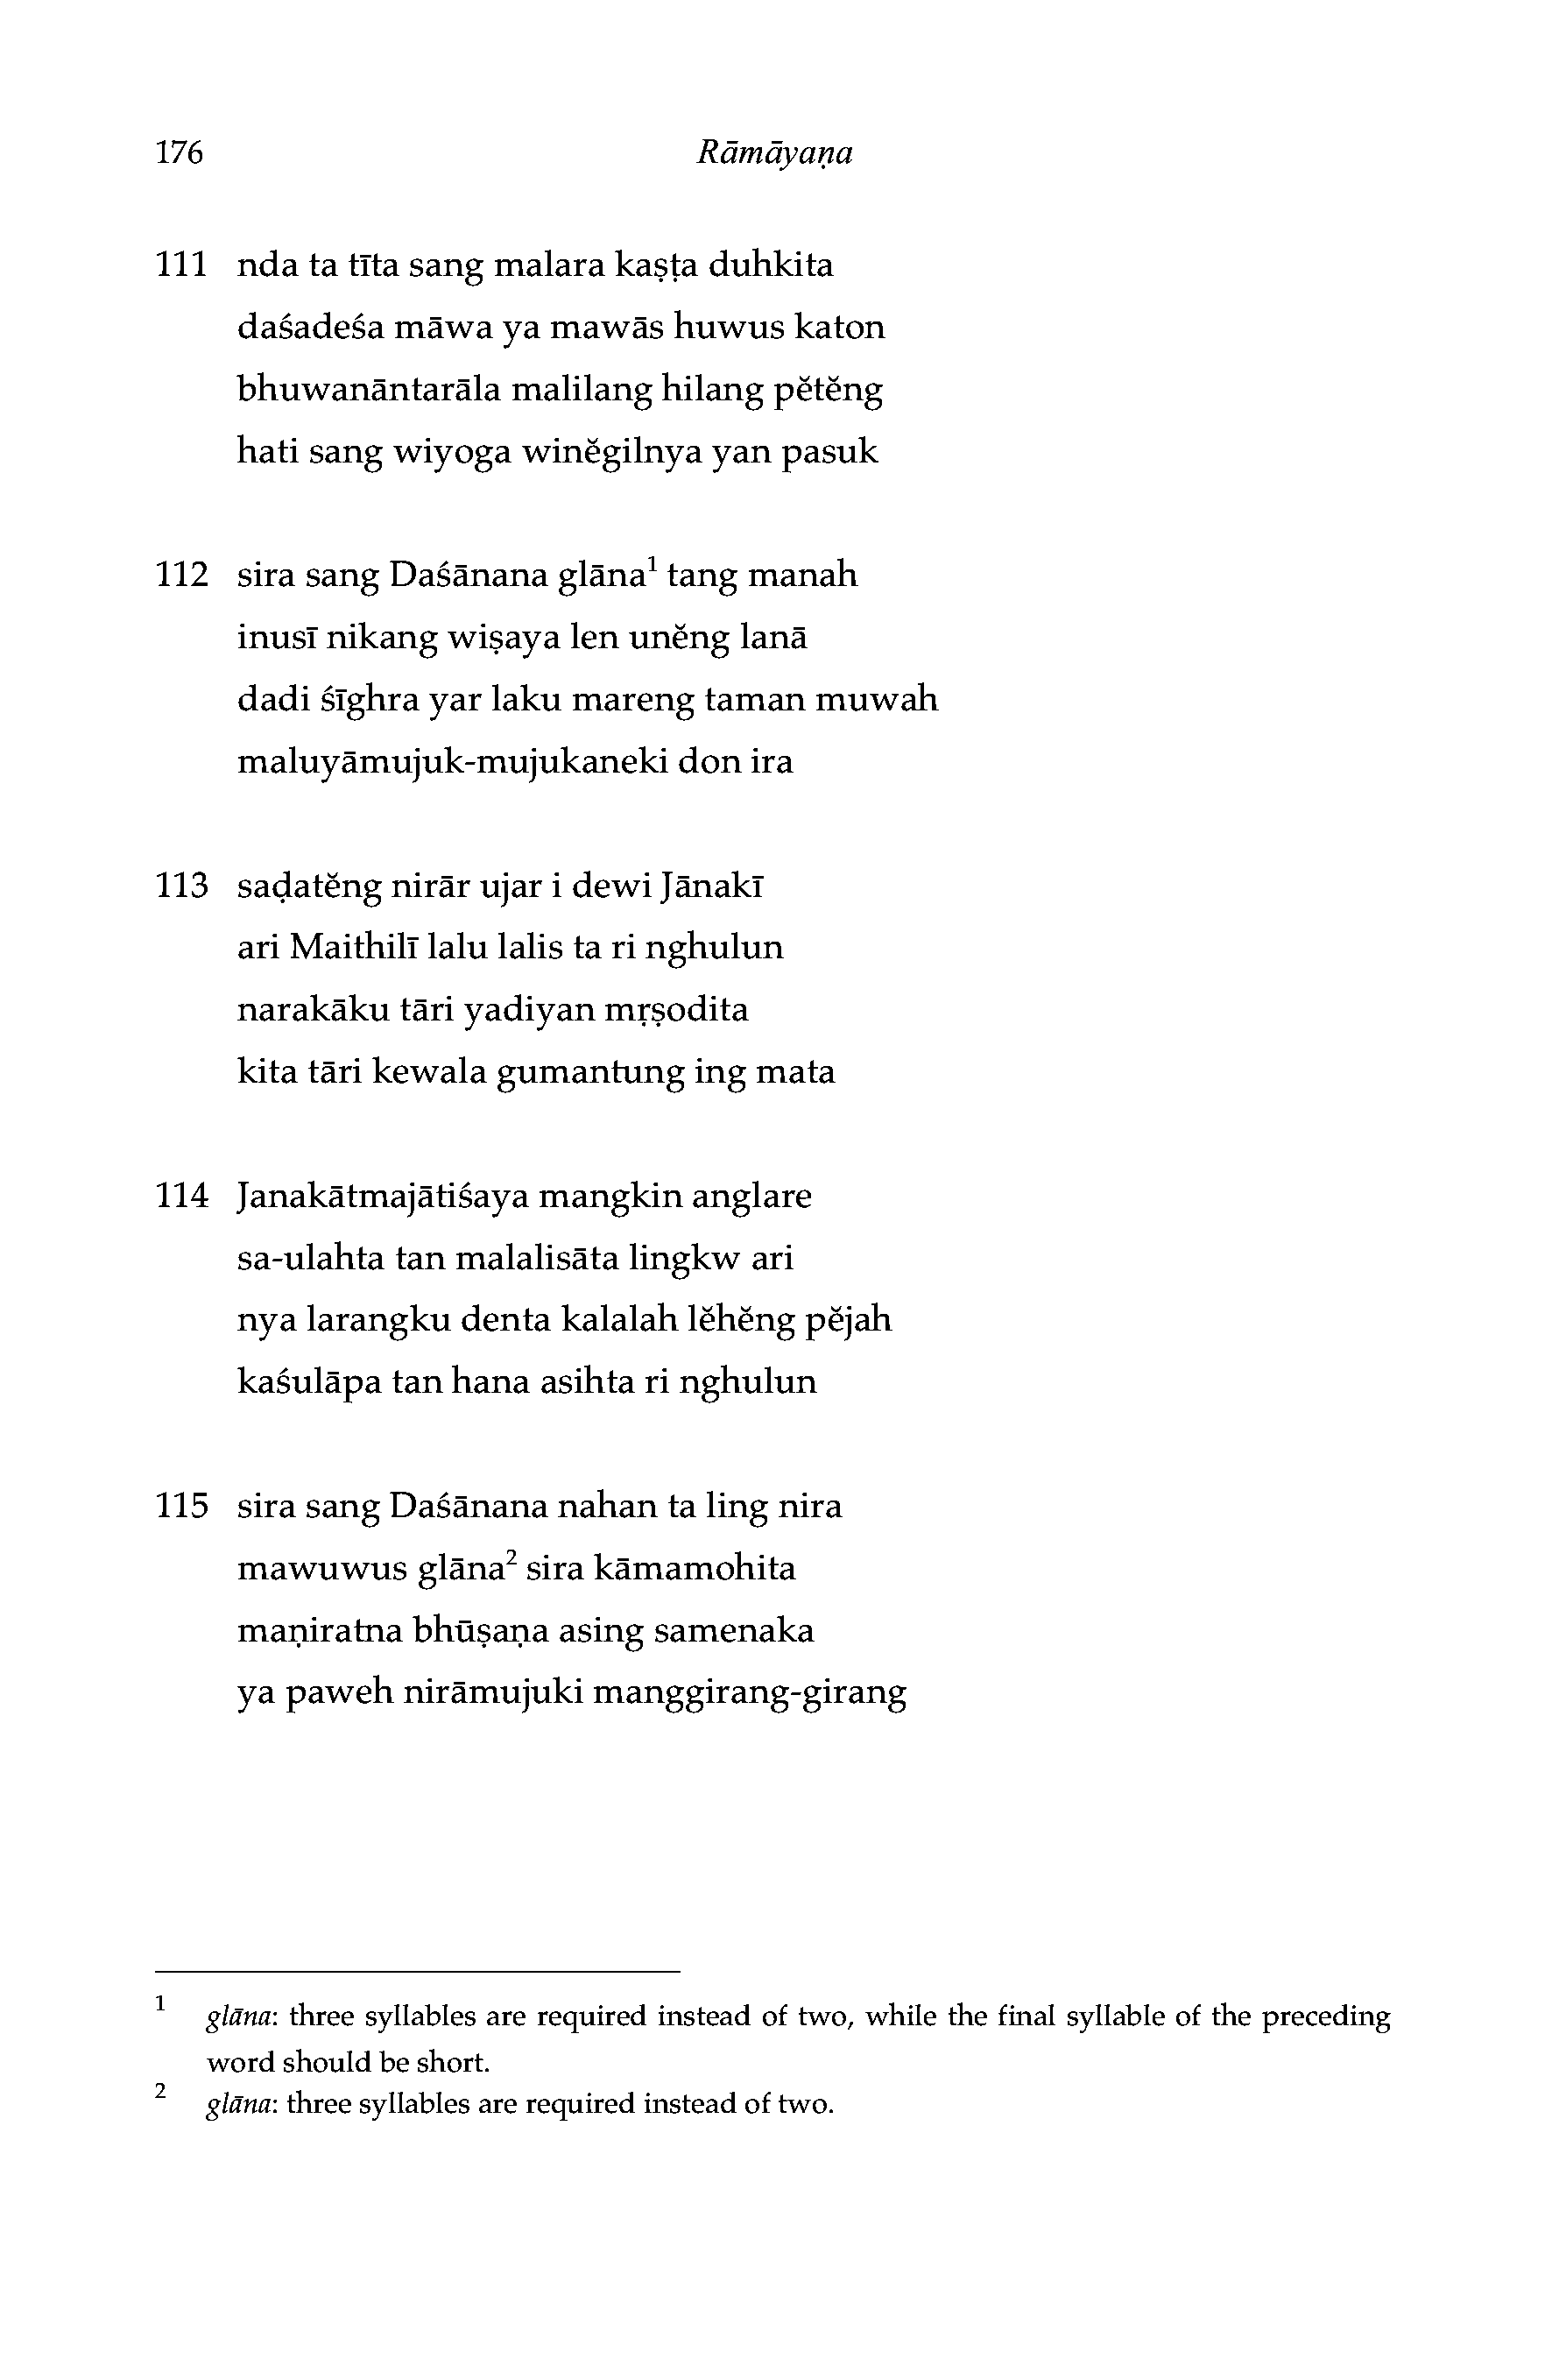 176 Rāmāyaṇa
111 nda ta tīta sang malara kaṣṭa duhkita
daśadeśa māwa ya mawās huwus katon
bhuwanāntarāla malilang hilang pĕtĕng
hati sang wiyoga winĕgilnya yan pasuk
112 sira sang Daśānana glāna¹ tang manah
inusī nikang wiṣaya len unĕng lanā
dadi śīghra yar laku mareng taman muwah
maluyāmujuk-mujukaneki don ira
113 saḍatĕng nirār ujar i dewi Jānakī
ari Maithilī lalu lalis ta ri nghulun
narakāku tāri yadiyan mṛṣodita
kita tāri kewala gumantung ing mata
114 Janakātmajātiśaya mangkin anglare
sa-ulahta tan malalisāta lingkw ari
nya larangku denta kalalah lĕhĕng pĕjah
kaśulāpa tan hana asihta ri nghulun
115 sira sang Daśānana nahan ta ling nira
mawuwus glāna² sira kāmamohita
maṇiratna bhūṣaṇa asing samenaka
ya paweh nirāmujuki manggirang-girang
¹ glāna: three syllables are required instead of two, while the final syllable of the preceding
word should be short.
² glāna: three syllables are required instead of two.